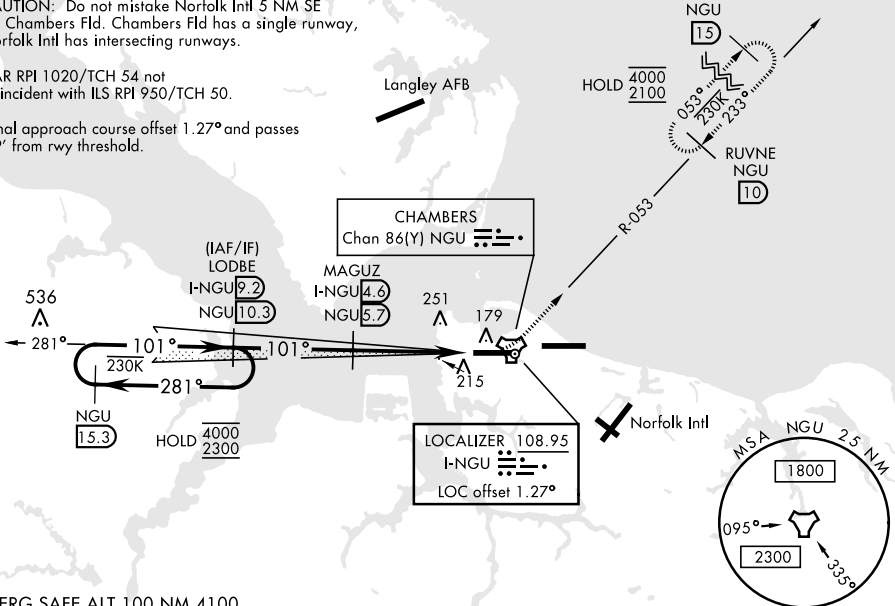 AUTION: Do not mistake Norfolk Intl 5 NM SE
Chambers Fld. Chambers Fld has a single runway,
orfolk Intl has intersecting runways.
AR RPI 1020/TCH 54 not
incident with ILS RPI 950/TCH 50.
nal approach course offset 1.27° and passes
' from rwy threshold.
Langley AFB
NGU
15
HOLD 4000
2100
053°
230K
233°
RUVNE
NGU
10
R-053
CHAMBERS
Chan 86(Y) NGU
(IAF/IF)
LODBE
I-NGU 9.2
NGU 10.3
MAGUZ
I-NGU 4.6
NGU 5.7
536
251
179
281°
101°
101°
230K
281°
215
NGU
15.3
HOLD 4000
2300
LOCALIZER 108.95
I-NGU
LOC offset 1.27°
Norfolk Intl
MSA NGU 25 NM
1800
095°
2300
335°
ERG SAFE ALT 100 NM 4100